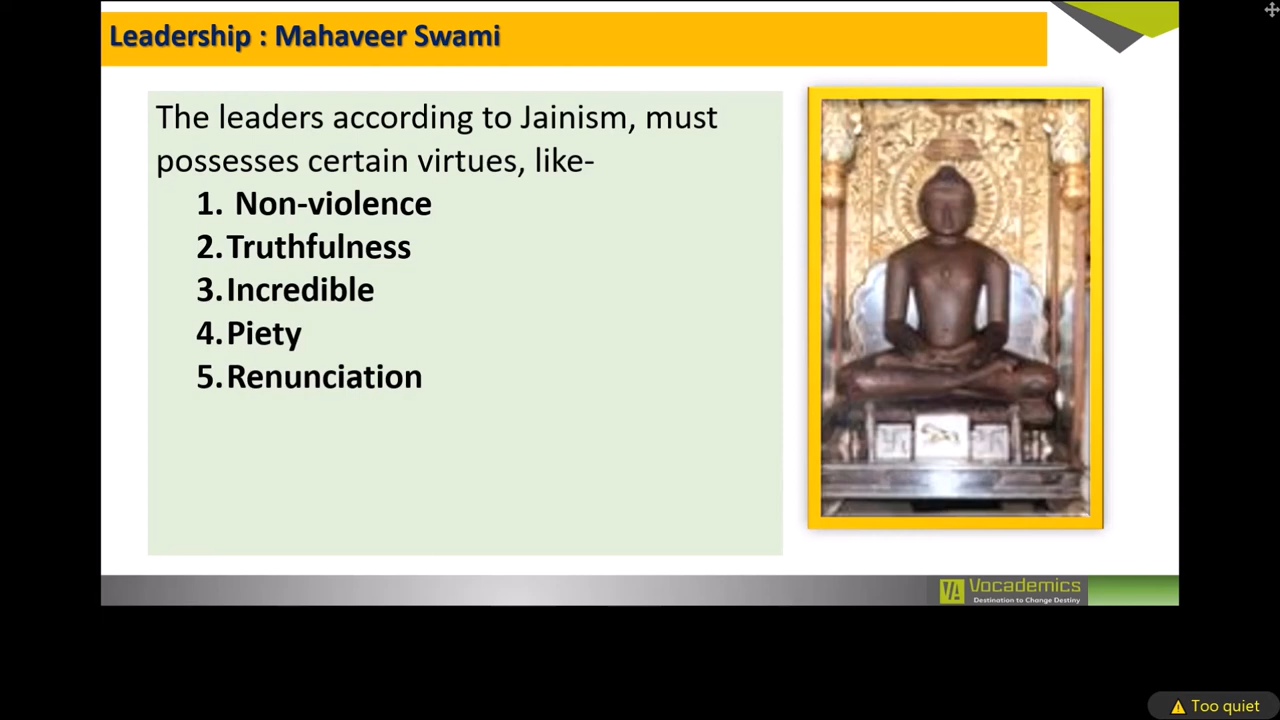 Leadership : Mahaveer Swami
The leaders according to Jainism, must
possesses certain virtues, like-
1. Non-violence
2. Truthfulness
3. Incredible
4. Piety
5. Renunciation
VA Vocademics
Destination to Change Destiny
Too quiet